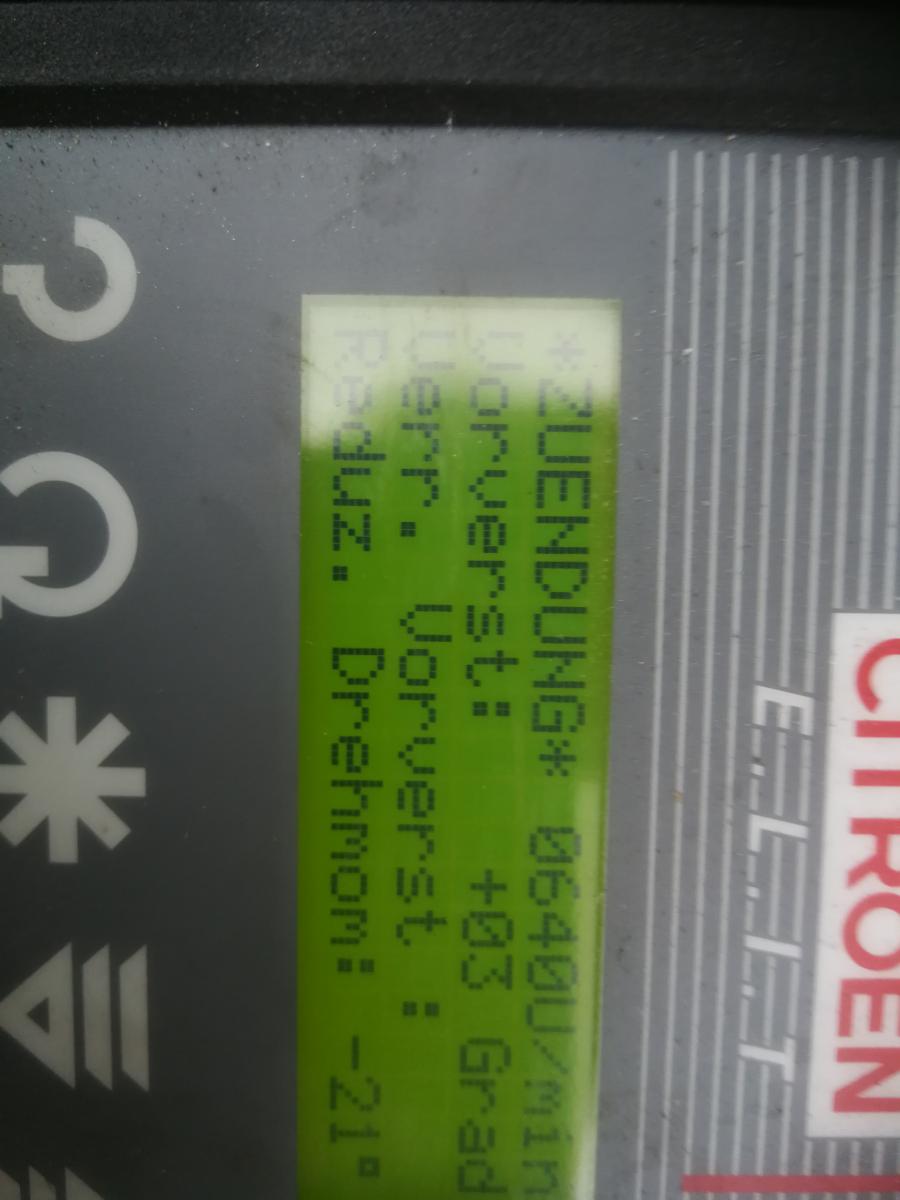 CITROEN
E.L.I.T
*ZUENDUNG* 0640U/min
Vorverst: +03 Grad
Verr. Vorverst :
Reduz. Drehmom: -21°
?